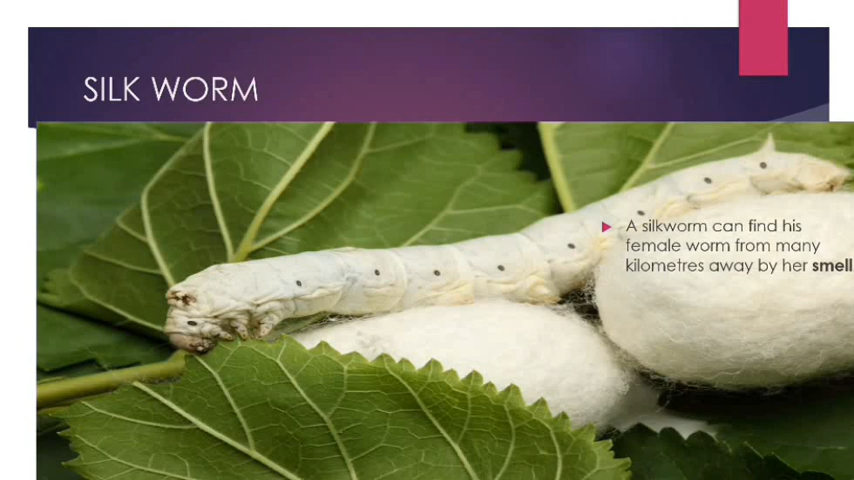 SILK WORM
A silkworm can find his
female worm from many
kilometres away by her smell